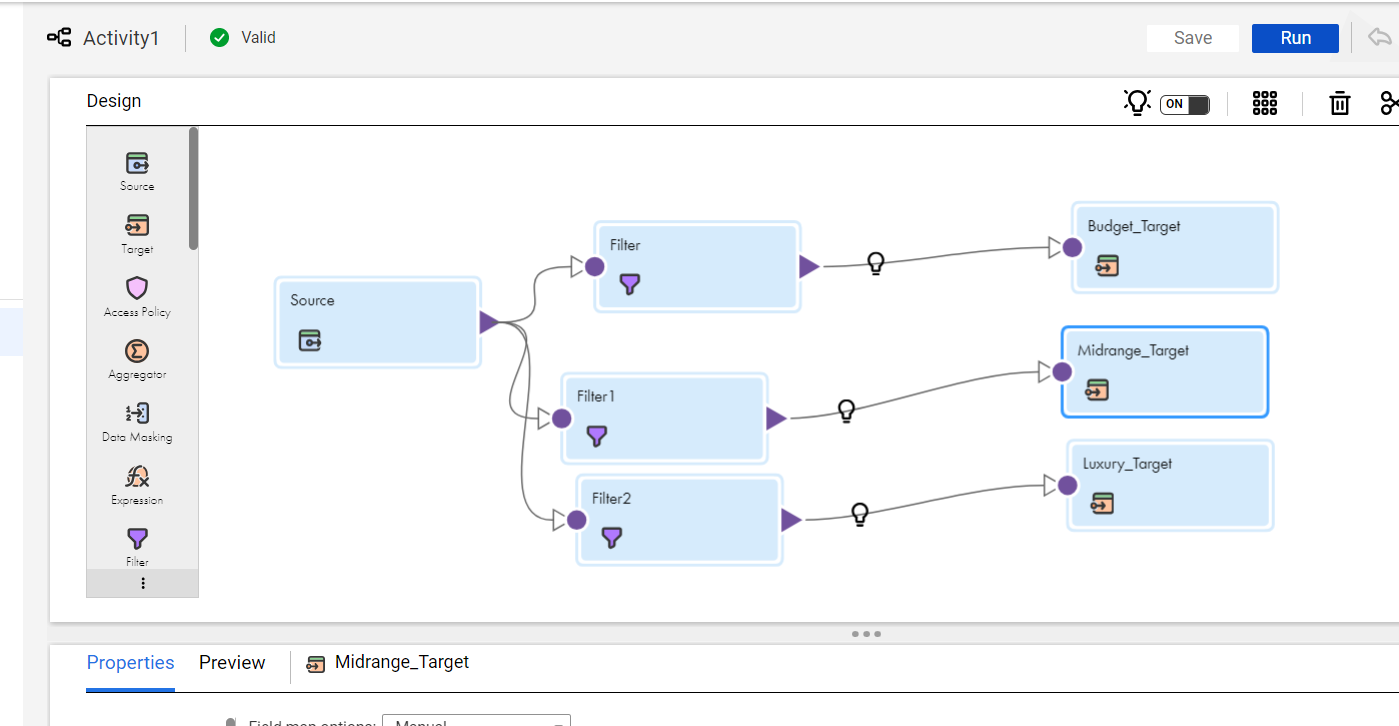 Activity1
Valid
Save
Run
Design
ON
Source
Target
Access Policy
Aggregator
Data Masking
Expression
Filter
Source
Filter
Filter1
Filter2
Budget_Target
Midrange_Target
Luxury_Target
Properties
Preview
Midrange_Target
Field map options:
Manual